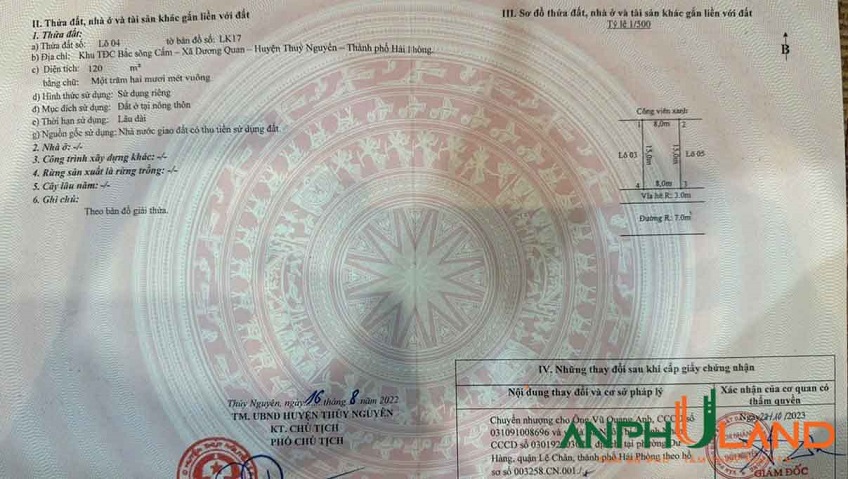 II. Thửa đất, nhà ở và tài sản khác gắn liền với đất
1. Thửa đất:
a) Thửa đất số: Lô 04 tờ bản đồ số: LK17
b) Địa chỉ: Khu TĐC Bắc sông Cấm – Xã Dương Quan – Huyện Thuỷ Nguyên – Thành phố Hải Phòng.
c) Diện tích: 120 m²
bằng chữ: Một trăm hai mươi mét vuông
d) Hình thức sử dụng: Sử dụng riêng
đ) Mục đích sử dụng: Đất ở tại nông thôn
e) Thời hạn sử dụng: Lâu dài
g) Nguồn gốc sử dụng: Nhà nước giao đất có thu tiền sử dụng đất.
2. Nhà ở: -/-
3. Công trình xây dựng khác: -/-
4. Rừng sản xuất là rừng trồng: -/-
5. Cây lâu năm: -/-
6. Ghi chú:
Theo bản đồ giải thửa.
Thủy Nguyên, ngày 16 tháng 8 năm 2022
TM. UBND HUYỆN THỦY NGUYÊN
KT. CHỦ TỊCH
PHÓ CHỦ TỊCH
III. Sơ đồ thửa đất, nhà ở và tài sản khác gắn liền với đất
Tỷ lệ 1/500
B
Công viên xanh
1 8,0m 2
Lô 03 15,0m 15,0m Lô 05
4 8,0m 3
Vỉa hè R: 3.0m
Đường R: 7.0m
IV. Những thay đổi sau khi cấp giấy chứng nhận
Nội dung thay đổi và cơ sở pháp lý
Xác nhận của cơ quan có thẩm quyền
Chuyển nhượng cho Ông Vũ Quang Anh, CCCD số
031091008696 và
CCCD số tại phường Dư
Hàng, quận Lê Chân, thành phố Hải Phòng theo hồ
sơ số 003258.CN.001./.
Ngày /10/2023
GIÁM ĐỐC
ANPHULAND